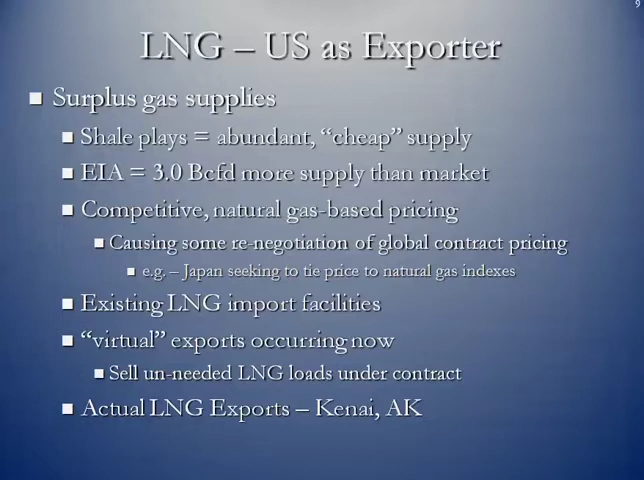 9
LNG – US as Exporter
Surplus gas supplies
Shale plays = abundant, “cheap” supply
EIA = 3.0 Bcfd more supply than market
Competitive, natural gas-based pricing
Causing some re-negotiation of global contract pricing
e.g. – Japan seeking to tie price to natural gas indexes
Existing LNG import facilities
“virtual” exports occurring now
Sell un-needed LNG loads under contract
Actual LNG Exports – Kenai, AK